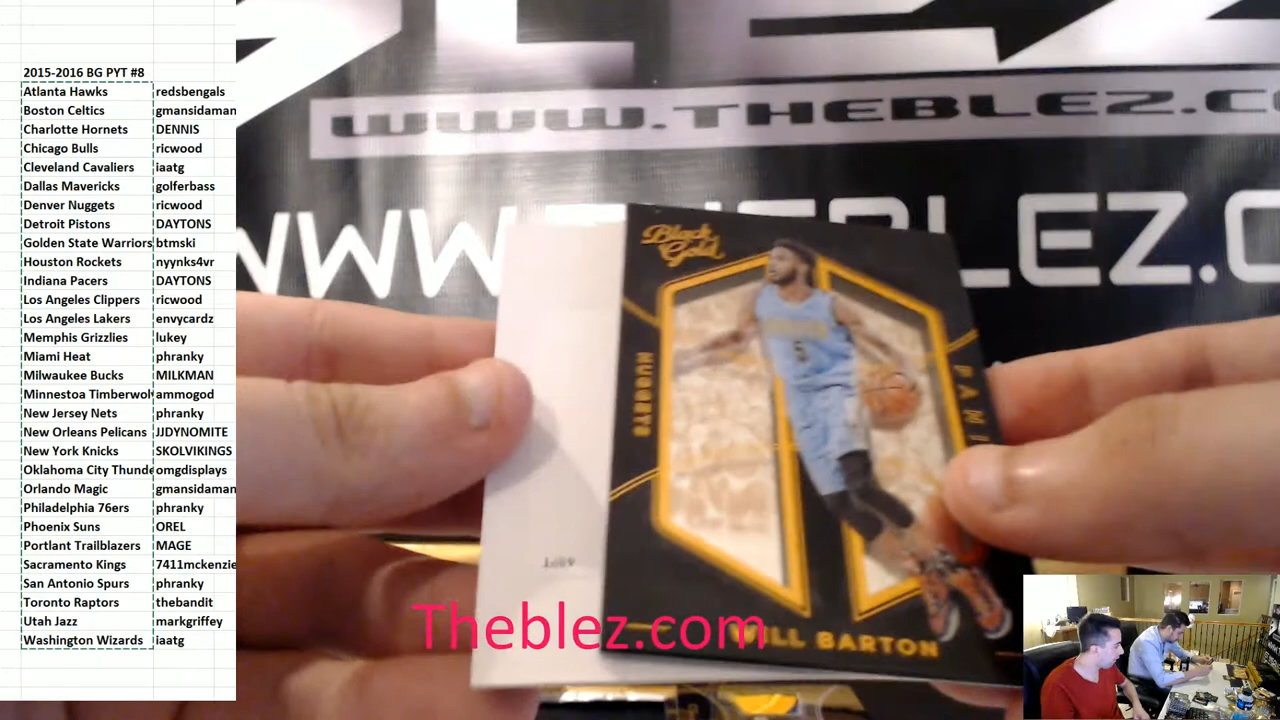 2015-2016 BG PYT #8
Atlanta Hawks redsbengals
Boston Celtics gmansidaman
Charlotte Hornets DENNIS
Chicago Bulls ricwood
Cleveland Cavaliers iaatg
Dallas Mavericks golferbass
Denver Nuggets ricwood
Detroit Pistons DAYTONS
Golden State Warriors btmski
Houston Rockets nyynks4vr
Indiana Pacers DAYTONS
Los Angeles Clippers ricwood
Los Angeles Lakers envycardz
Memphis Grizzlies lukey
Miami Heat phranky
Milwaukee Bucks MILKMAN
Minnestoa Timberwol ammogod
New Jersey Nets phranky
New Orleans Pelicans JJDYNOMITE
New York Knicks SKOLVIKINGS
Oklahoma City Thunde omgdisplays
Orlando Magic gmansidaman
Philadelphia 76ers phranky
Phoenix Suns OREL
Portlant Trailblazers MAGE
Sacramento Kings 7411mckenzie
San Antonio Spurs phranky
Toronto Raptors thebandit
Utah Jazz markgriffey
Washington Wizards iaatg
WWW.THEBLEZ.C
Black
Gold
NUGGETS
5
PANI
WILL BARTON
Theblez.com